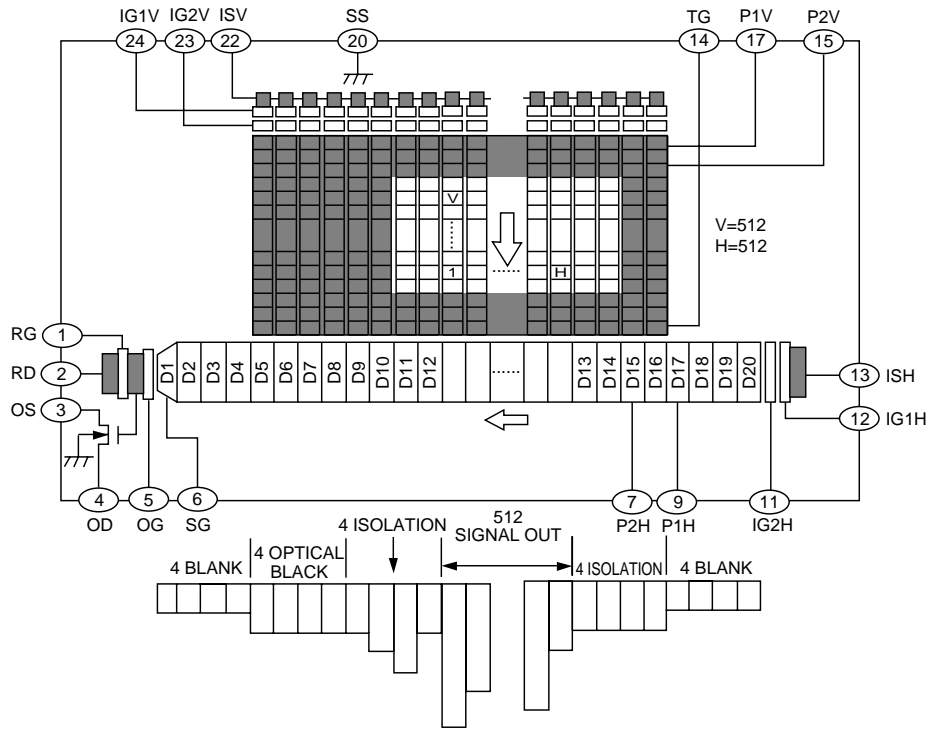 IG1V IG2V ISV SS TG P1V P2V
24 23 22 20 14 17 15
V
1 H
V=512
H=512
RG 1
RD 2
OS 3
D1 D2 D3 D4 D5 D6 D7 D8 D9 D10 D11 D12 D13 D14 D15 D16 D17 D18 D19 D20
13 ISH
12 IG1H
4 5 6 7 9 11
OD OG SG P2H P1H IG2H
4 BLANK
4 OPTICAL
BLACK
4 ISOLATION
512
SIGNAL OUT
4 ISOLATION
4 BLANK